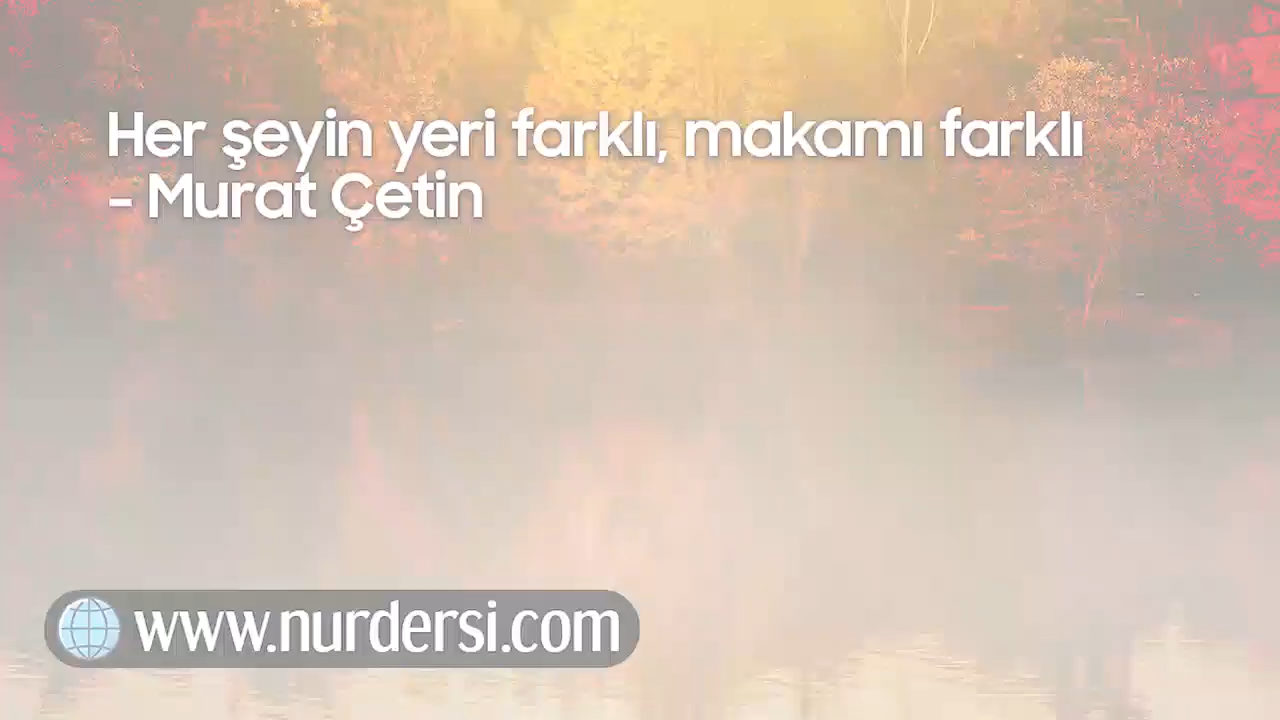 Her şeyin yeri farklı, makamı farklı
- Murat Çetin
www.nurdersi.com